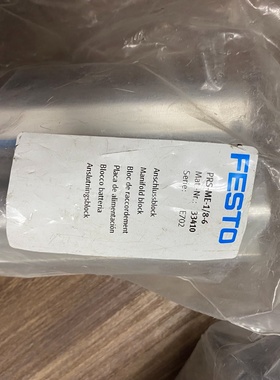 FESTO
PRS-ME-1/8-6
Mat.-Nr.: 33410
Serie: E702
Anschlussblock
Manifold block
Bloc de raccordement
Placa de alimentación
Blocco batteria
Anslutningsblock